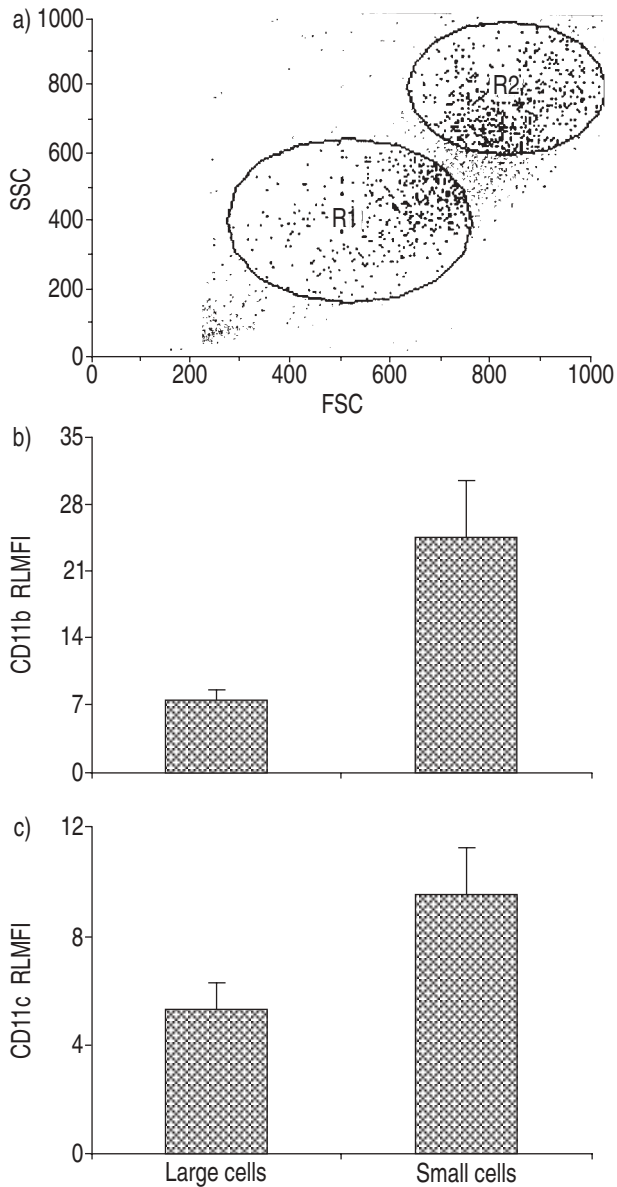 a)
1000
800
600
400
200
0
SSC
R2
R1
0 200 400 600 800 1000
FSC
b)
35
28
21
14
7
0
CD11b RLMFI
c)
12
8
4
0
CD11c RLMFI
Large cells Small cells